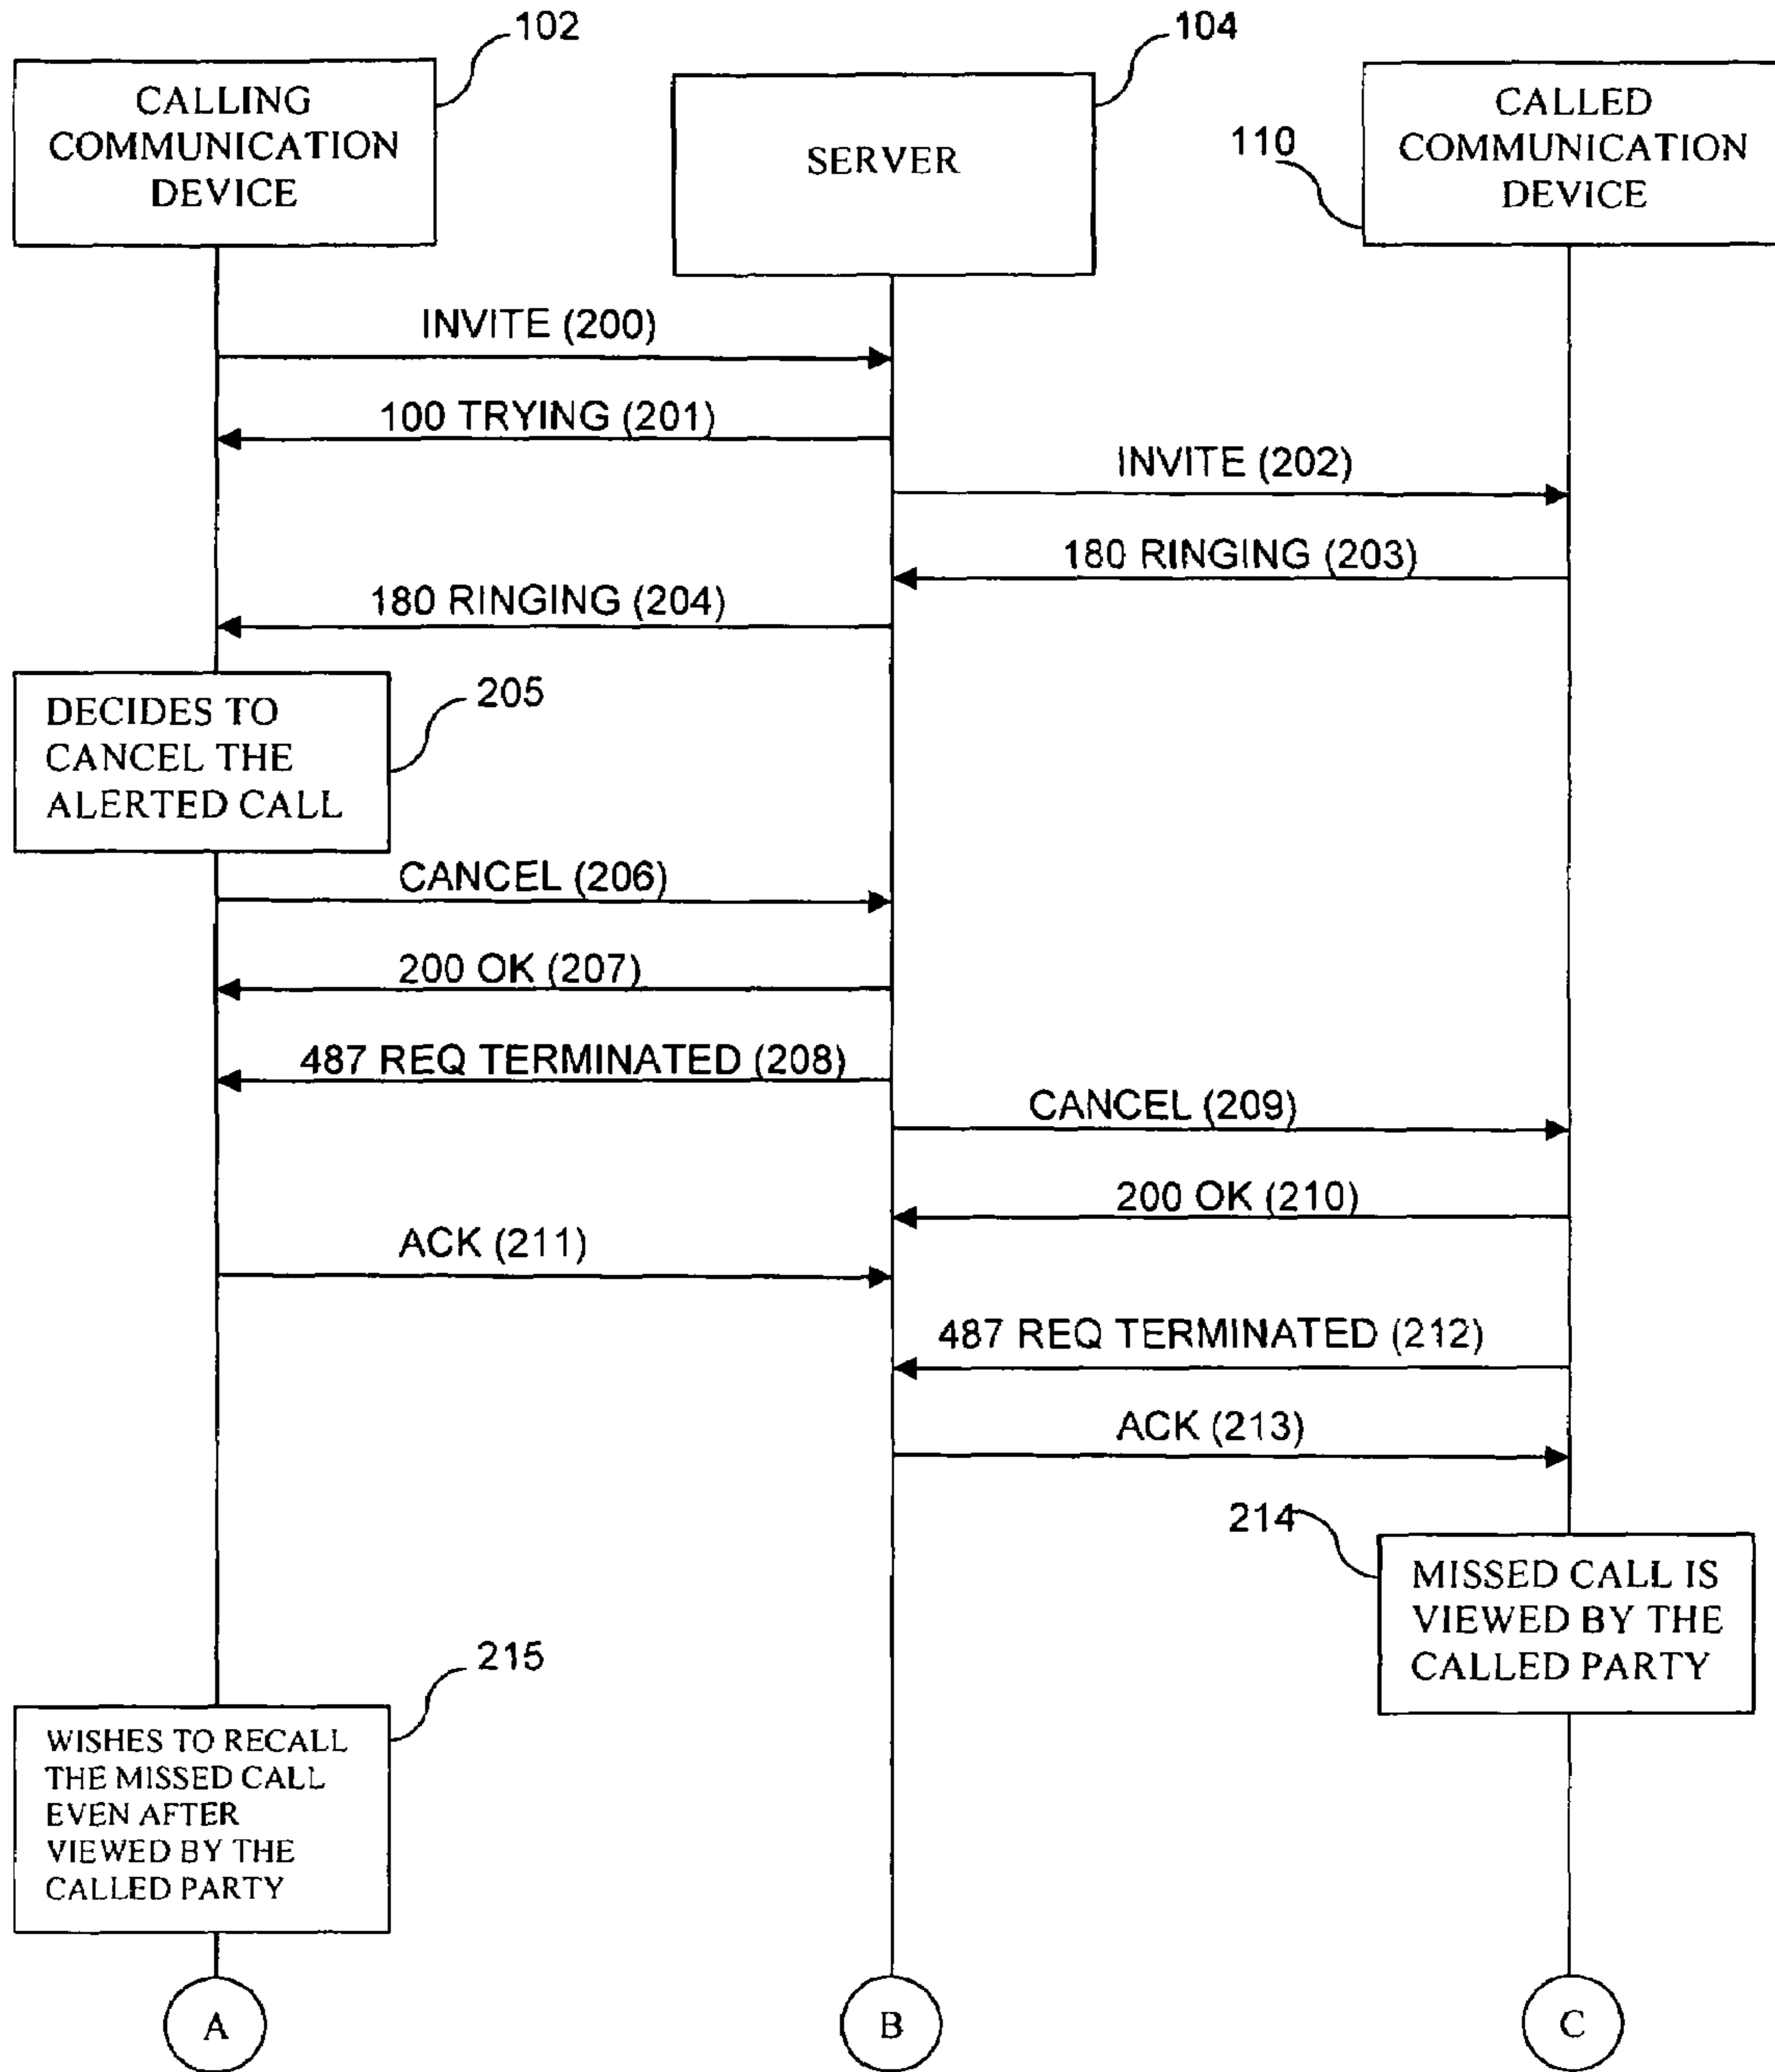 102
104
CALLING
COMMUNICATION
DEVICE
SERVER
110
CALLED
COMMUNICATION
DEVICE
INVITE (200)
100 TRYING (201)
INVITE (202)
180 RINGING (203)
180 RINGING (204)
DECIDES TO
CANCEL THE
ALERTED CALL
205
CANCEL (206)
200 OK (207)
487 REQ TERMINATED (208)
CANCEL (209)
200 OK (210)
ACK (211)
487 REQ TERMINATED (212)
ACK (213)
214
MISSED CALL IS
VIEWED BY THE
CALLED PARTY
215
WISHES TO RECALL
THE MISSED CALL
EVEN AFTER
VIEWED BY THE
CALLED PARTY
A
B
C